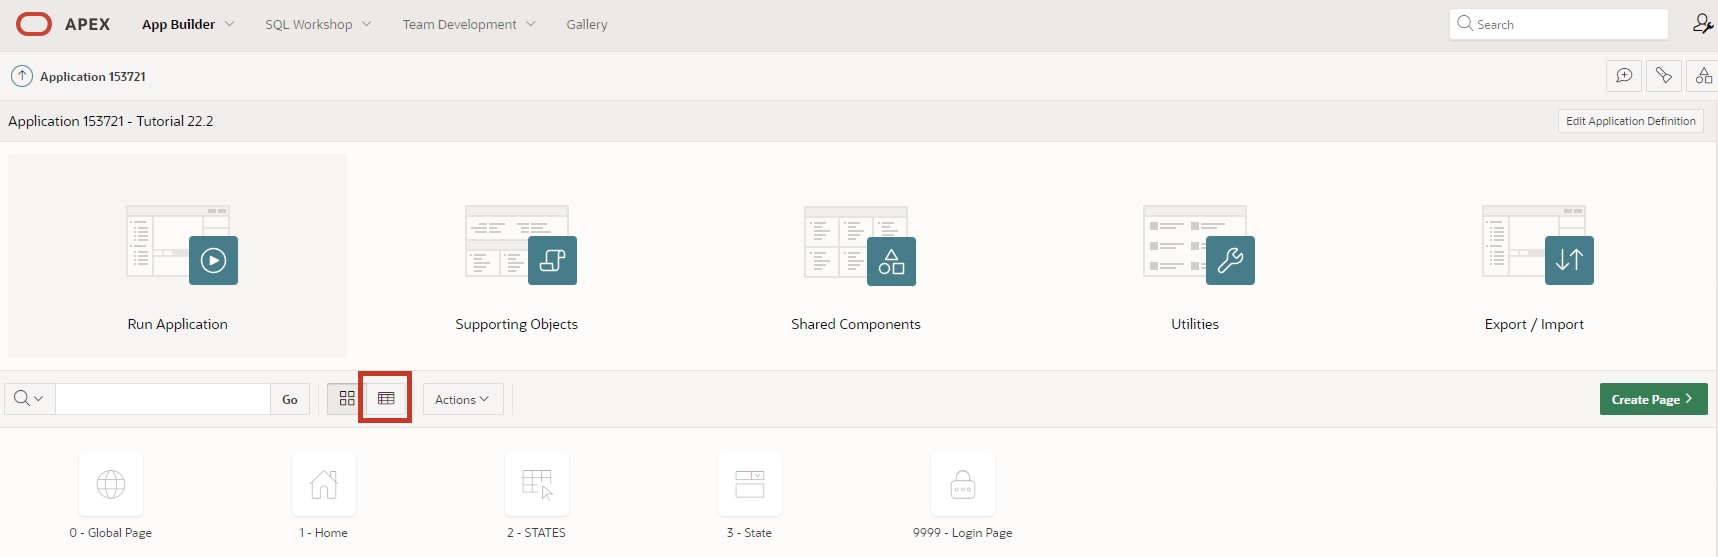 APEX App Builder SQL Workshop Team Development Gallery Search
Application 153721
Application 153721 - Tutorial 22.2 Edit Application Definition
Run Application Supporting Objects Shared Components Utilities Export / Import
Go Actions Create Page
0 - Global Page 1 - Home 2 - STATES 3 - State 9999 - Login Page